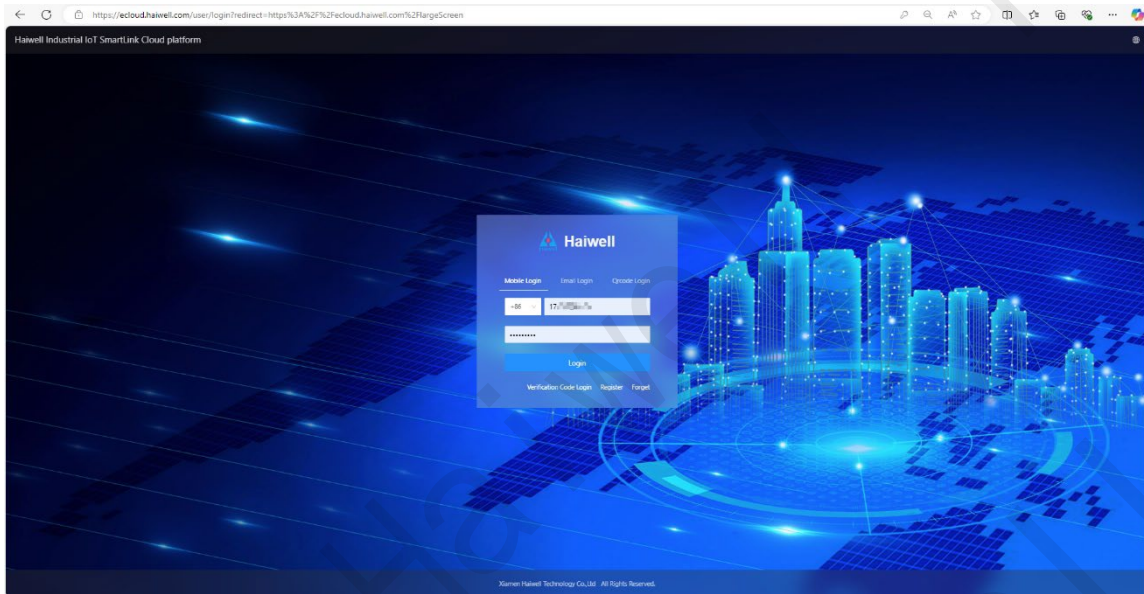 https://ecloud.haiwell.com/user/login?redirect=https%3A%2F%2Fecloud.haiwell.com%2FlargeScreen
Haiwell Industrial IoT SmartLink Cloud platform
Haiwell
Mobile Login Email Login Qrcode Login
+86 17
•••••••••
Login
Verification Code Login Register Forget
Xiamen Haiwell Technology Co.,Ltd All Rights Reserved.
Haiwell